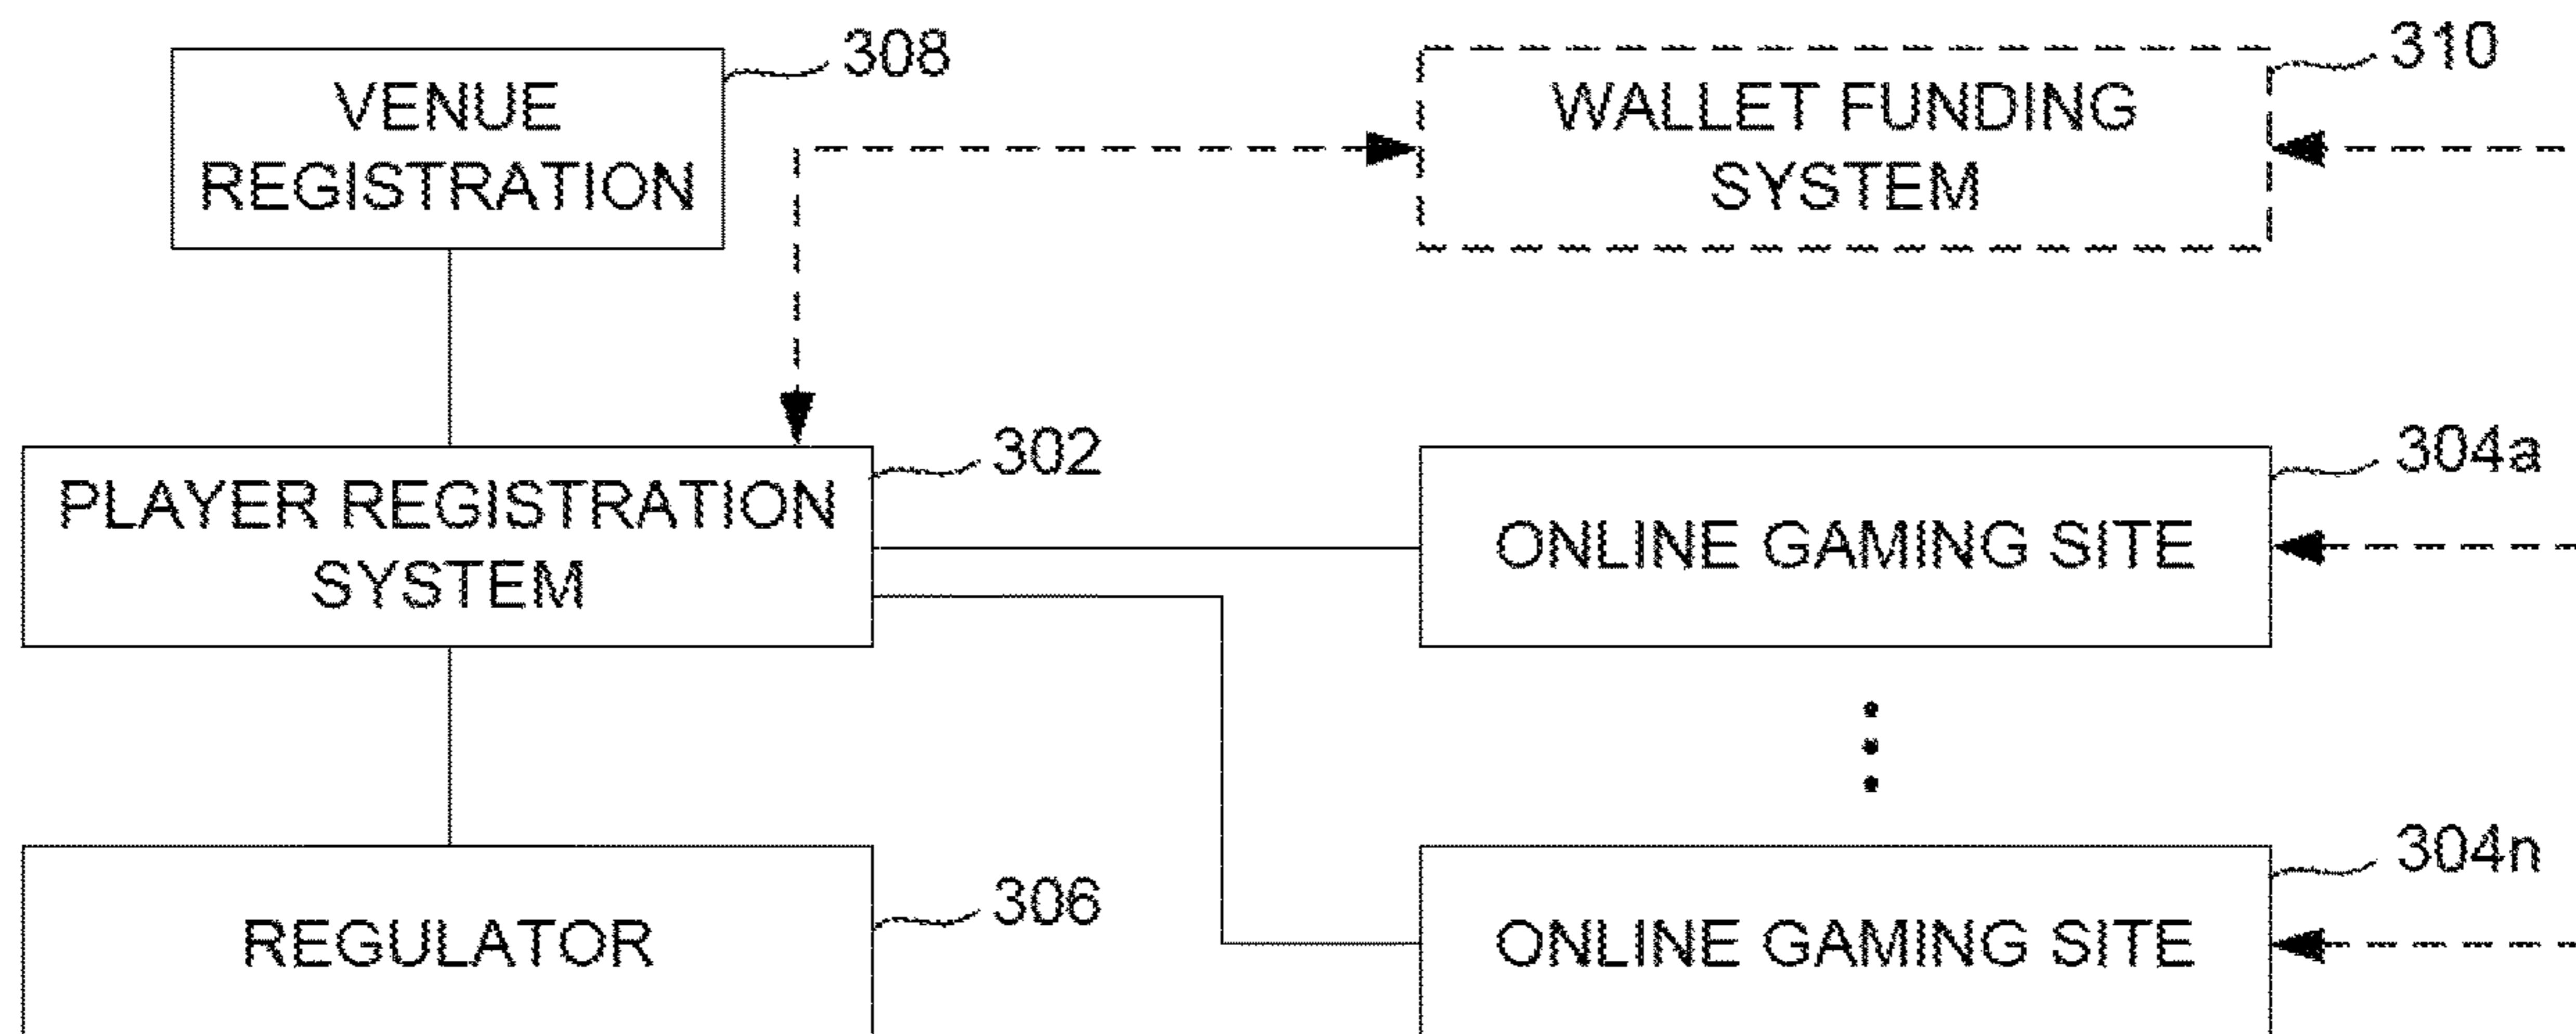 308
VENUE
REGISTRATION
310
WALLET FUNDING
SYSTEM
302
PLAYER REGISTRATION
SYSTEM
304a
ONLINE GAMING SITE
306
REGULATOR
304n
ONLINE GAMING SITE